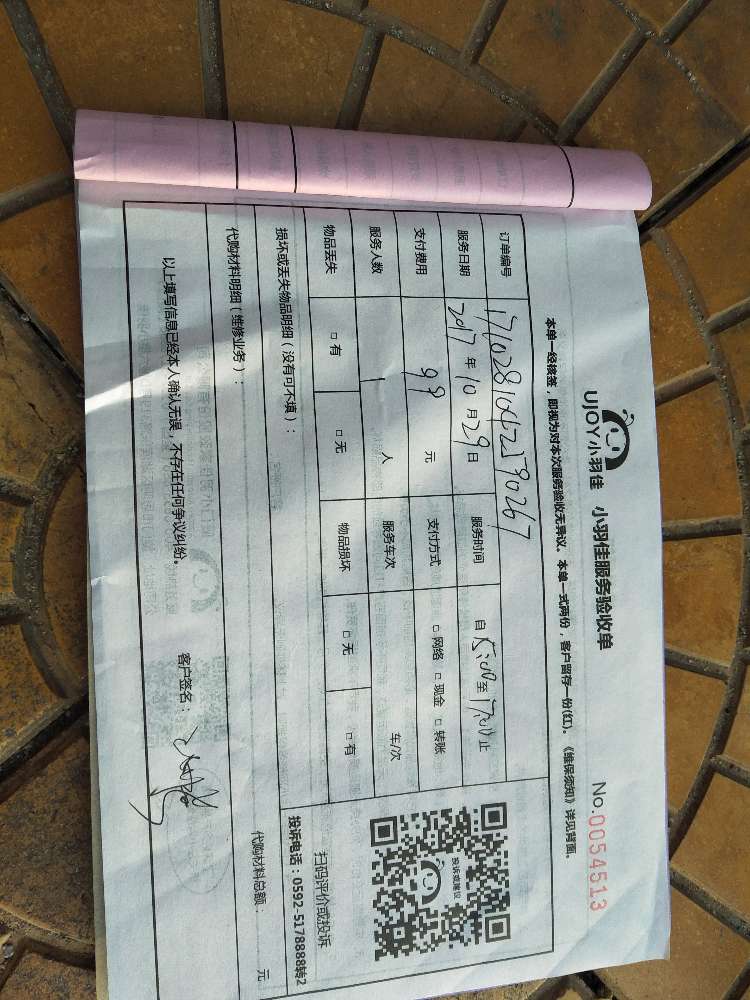 UJOY小羽佳 小羽佳服务验收单
No.0054513
本单一经核签，即视为对本次服务验收无异议。本单一式两份，客户留存一份(红)。《维保须知》详见背面。
订单编号
服务日期 2017年10月29日 服务时间 自 至17:00止
支付费用 99 元 支付方式 □网络 □现金 □转账
服务人数 1 人 服务车次 车/次
物品丢失 □有 □无 物品损坏 □无 □有
投诉或建议
扫码评价或投诉
投诉电话：0592-5178888转2
损坏或丢失物品明细（没有可不填）：
代购材料明细（维修业务）： 代购材料总额： 元
以上填写信息已经本人确认无误，不存在任何争议纠纷。
客户签名：